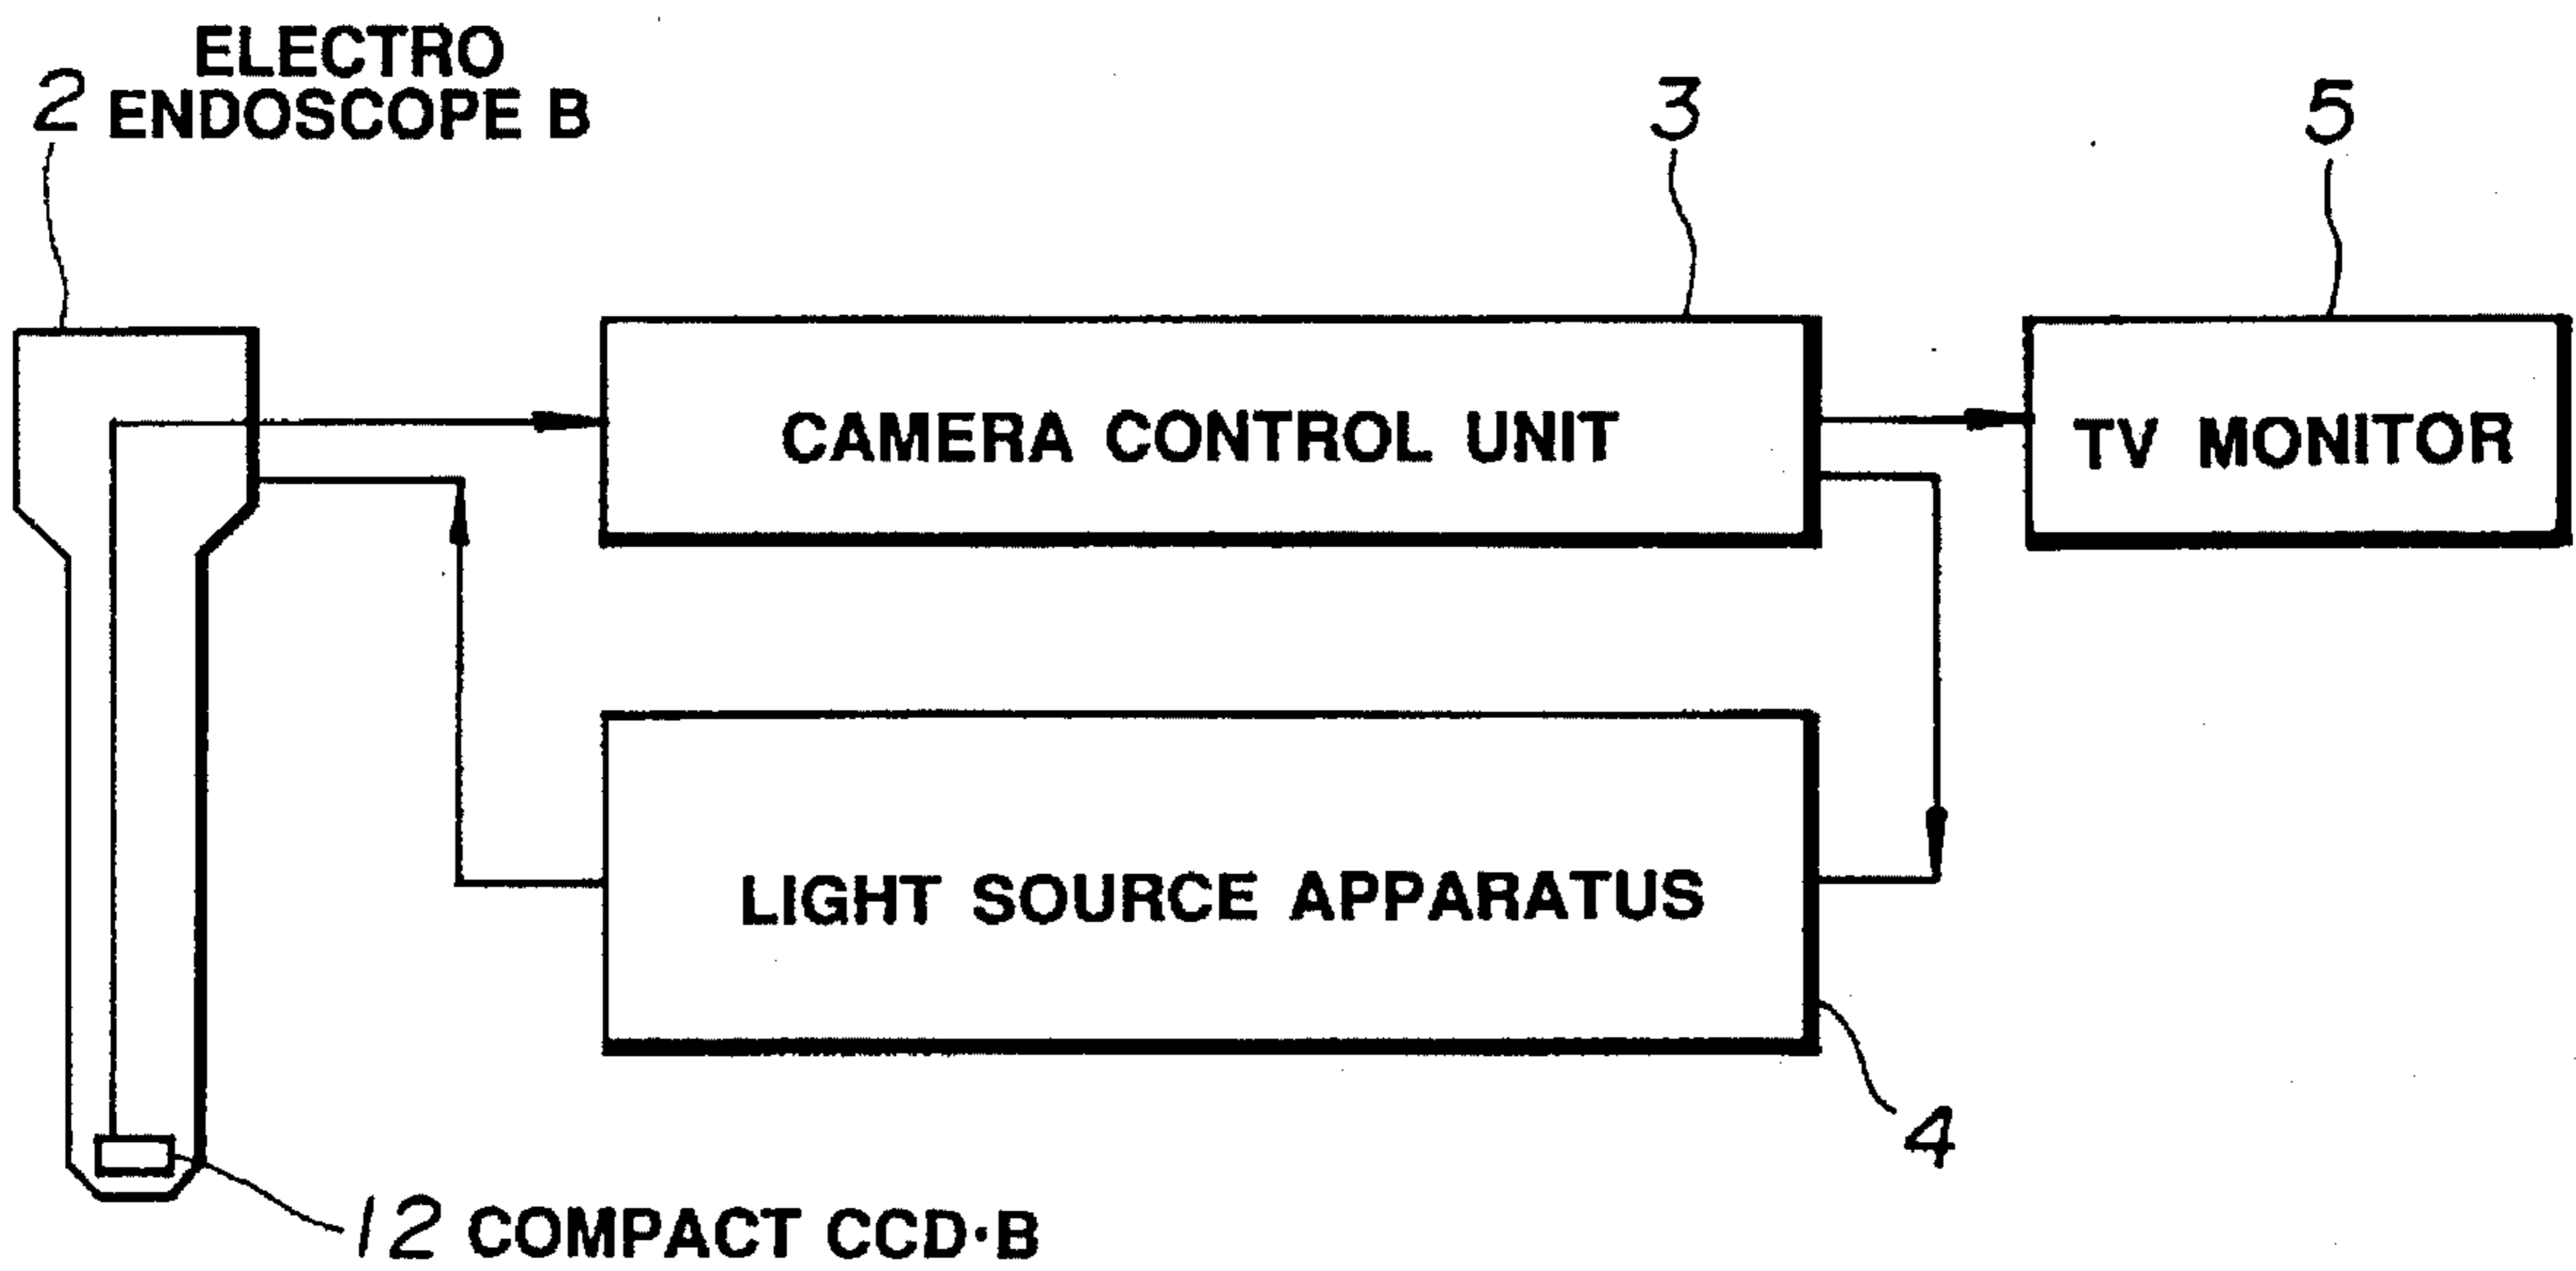 ELECTRO
2 ENDOSCOPE B
3
5
CAMERA CONTROL UNIT
TV MONITOR
LIGHT SOURCE APPARATUS
4
12 COMPACT CCD·B